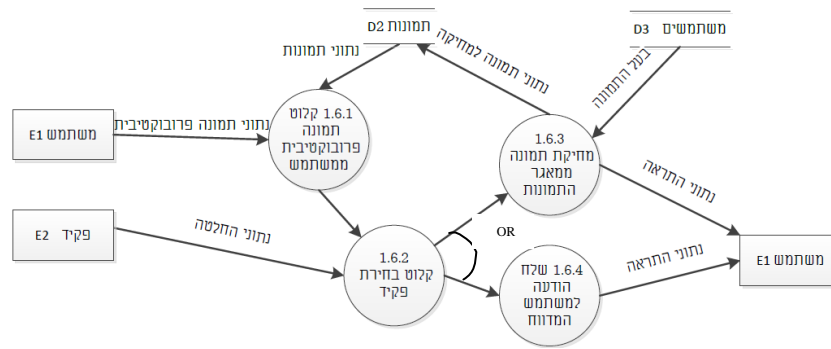 D2 תמונות
D3 משתמשים
נתוני תמונות
נתוני תמונה למחיקה
בעל התמונה
E1 משתמש
נתוני תמונה פרובוקטיבית
1.6.1 קלוט
תמונה
פרובוקטיבית
ממשתמש
1.6.3
מחיקת תמונה
ממאגר
התמונות
נתוני התראה
E2 פקיד
נתוני החלטה
OR
1.6.2
קלוט בחירת
פקיד
1.6.4 שלח
הודעה
למשתמש
המדווח
נתוני התראה
E1 משתמש